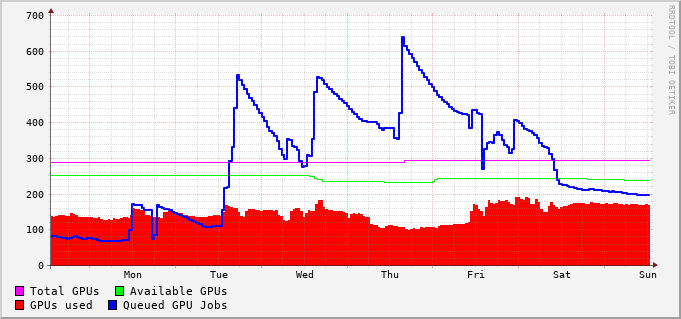 700
600
500
400
300
200
100
0
Mon Tue Wed Thu Fri Sat Sun
Total GPUs Available GPUs
GPUs used Queued GPU Jobs
RRDTOOL / TOBI OETIKER